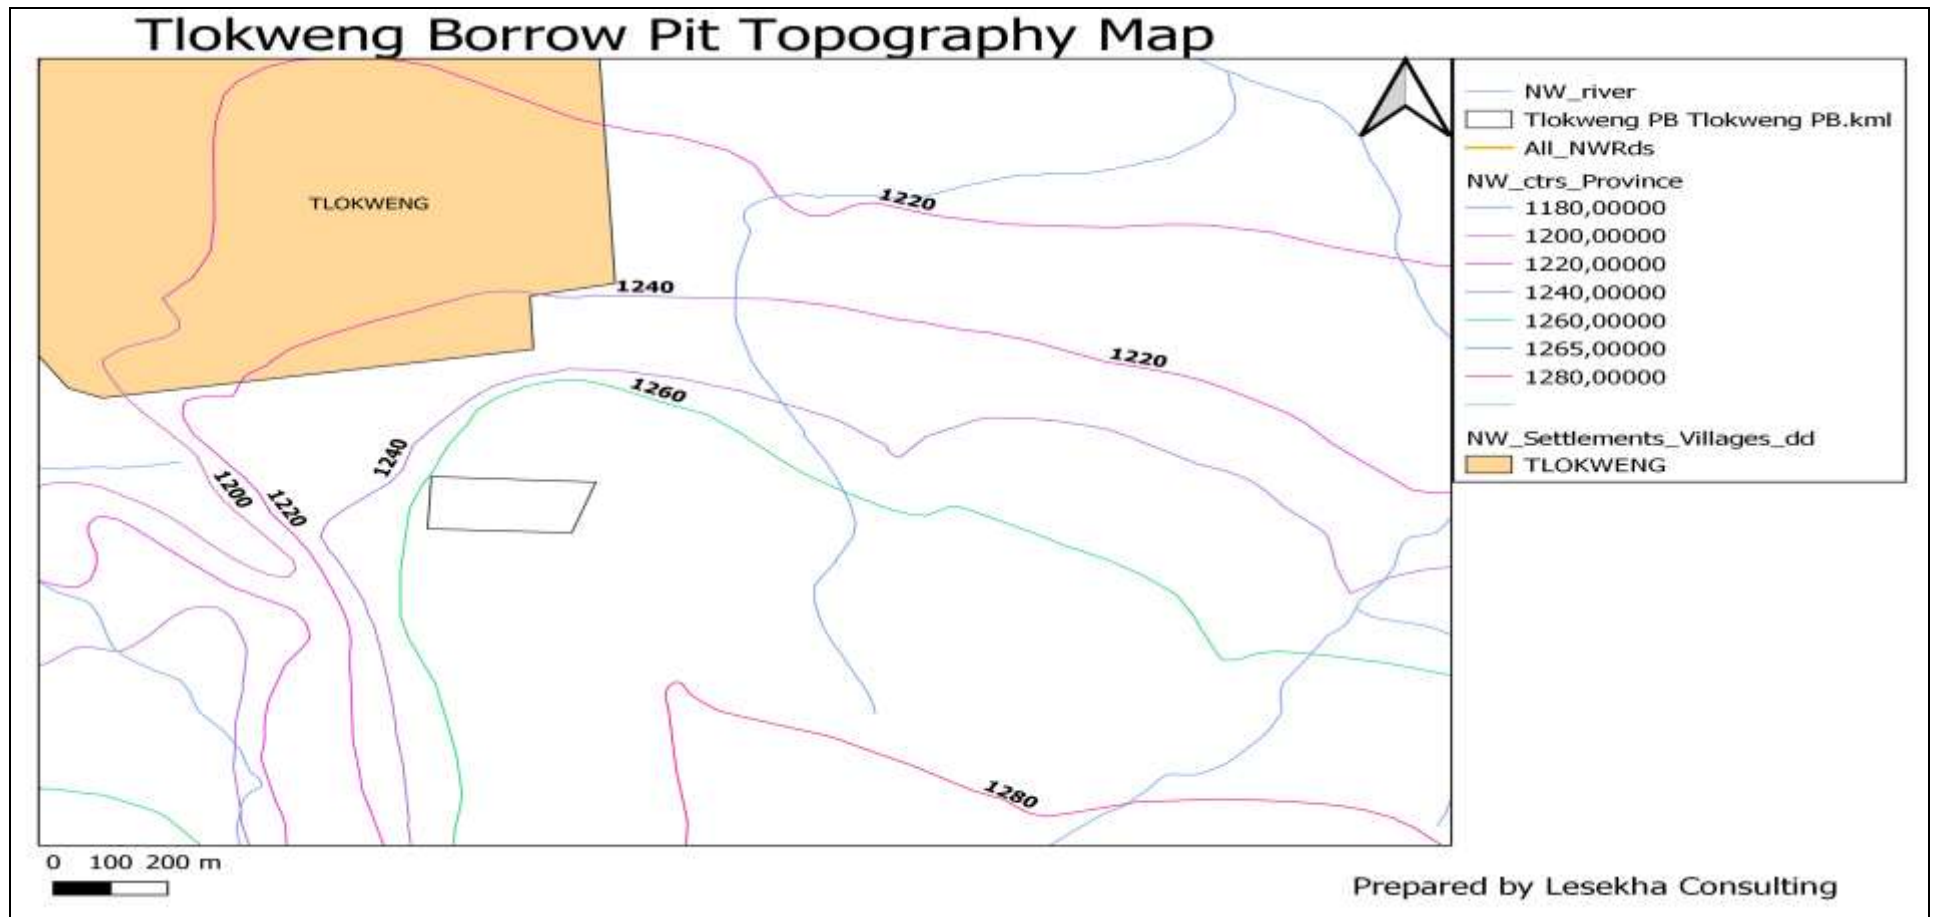 Tlokweng Borrow Pit Topography Map
NW_river
Tlokweng PB Tlokweng PB.kml
All_NWRds
NW_ctrs_Province
1180,00000
1200,00000
1220,00000
1240,00000
1260,00000
1265,00000
1280,00000
NW_Settlements_Villages_dd
TLOKWENG
TLOKWENG
1220
1240
1220
1260
1240
1200
1220
1280
0 100 200 m
Prepared by Lesekha Consulting